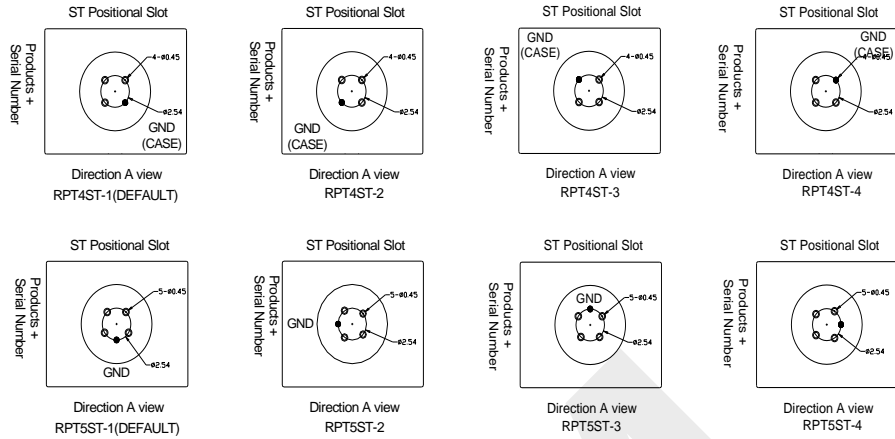 ST Positional Slot
Products +
Serial Number
4-ø0.45
ø2.54
GND
(CASE)
Direction A view
RPT4ST-1(DEFAULT)
ST Positional Slot
Products +
Serial Number
4-ø0.45
ø2.54
GND
(CASE)
Direction A view
RPT4ST-2
ST Positional Slot
GND
(CASE)
Products +
Serial Number
4-ø0.45
ø2.54
Direction A view
RPT4ST-3
ST Positional Slot
GND
(CASE)
Products +
Serial Number
4-ø0.45
ø2.54
Direction A view
RPT4ST-4
ST Positional Slot
Products +
Serial Number
5-ø0.45
ø2.54
GND
Direction A view
RPT5ST-1(DEFAULT)
ST Positional Slot
Products +
Serial Number
5-ø0.45
GND
ø2.54
Direction A view
RPT5ST-2
ST Positional Slot
Products +
Serial Number
GND
5-ø0.45
ø2.54
Direction A view
RPT5ST-3
ST Positional Slot
Products +
Serial Number
5-ø0.45
ø2.54
Direction A view
RPT5ST-4